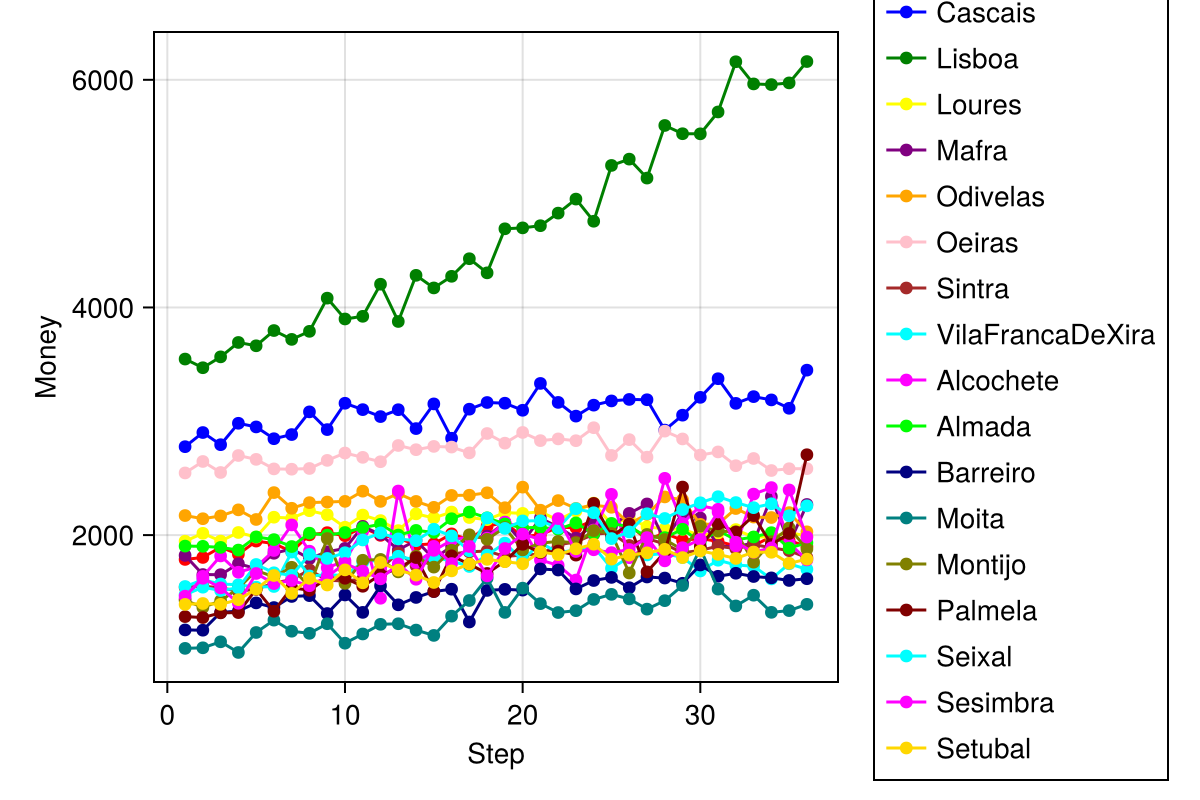 Cascais
Lisboa
Loures
Mafra
Odivelas
Oeiras
Sintra
VilaFrancaDeXira
Alcochete
Almada
Barreiro
Moita
Montijo
Palmela
Seixal
Sesimbra
Setubal
6000
4000
2000
Money
0 10 20 30
Step